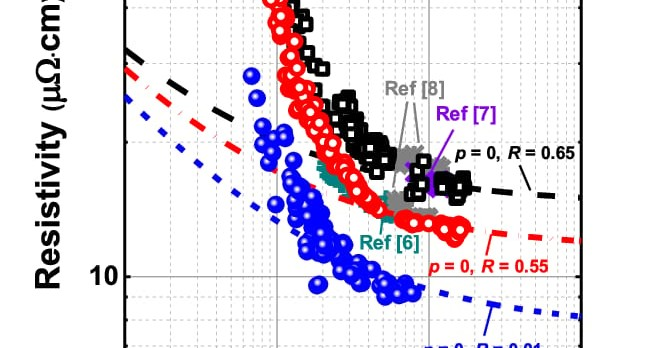 Resistivity (μΩ.cm)
Ref [8]
Ref [7]
p = 0, R = 0.65
Ref [6]
p = 0, R = 0.55
10